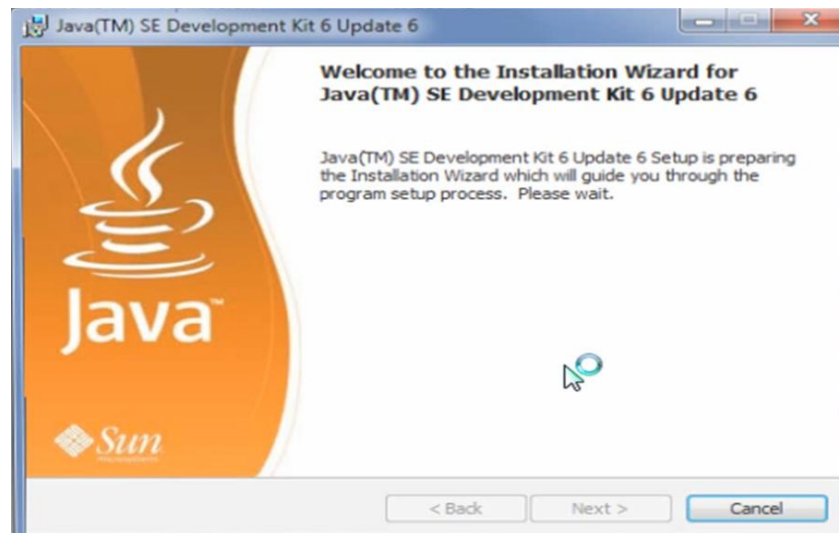 Java(TM) SE Development Kit 6 Update 6
Welcome to the Installation Wizard for
Java(TM) SE Development Kit 6 Update 6
Java(TM) SE Development Kit 6 Update 6 Setup is preparing
the Installation Wizard which will guide you through the
program setup process. Please wait.
Java™
Sun
microsystems
< Back
Next >
Cancel